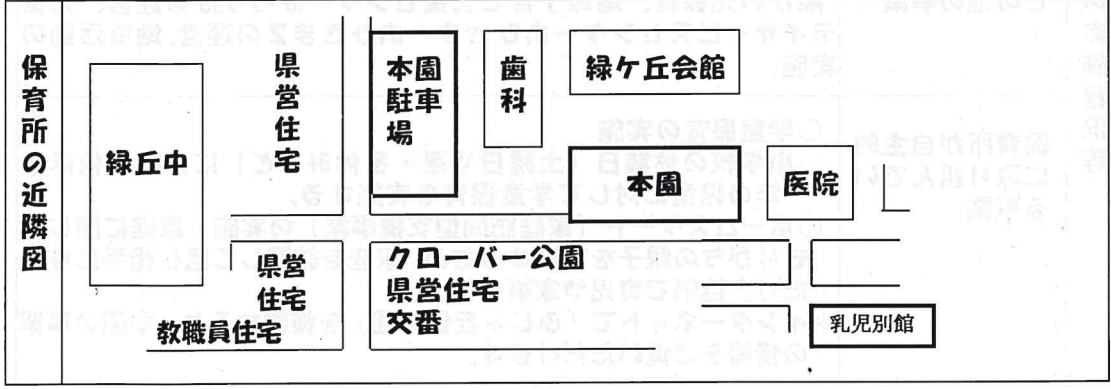 保育所の近隣図
緑丘中
県営住宅
本園
駐車
場
歯科
緑ケ丘会館
本園
医院
県営
住宅
教職員住宅
クローバー公園
県営住宅
交番
乳児別館